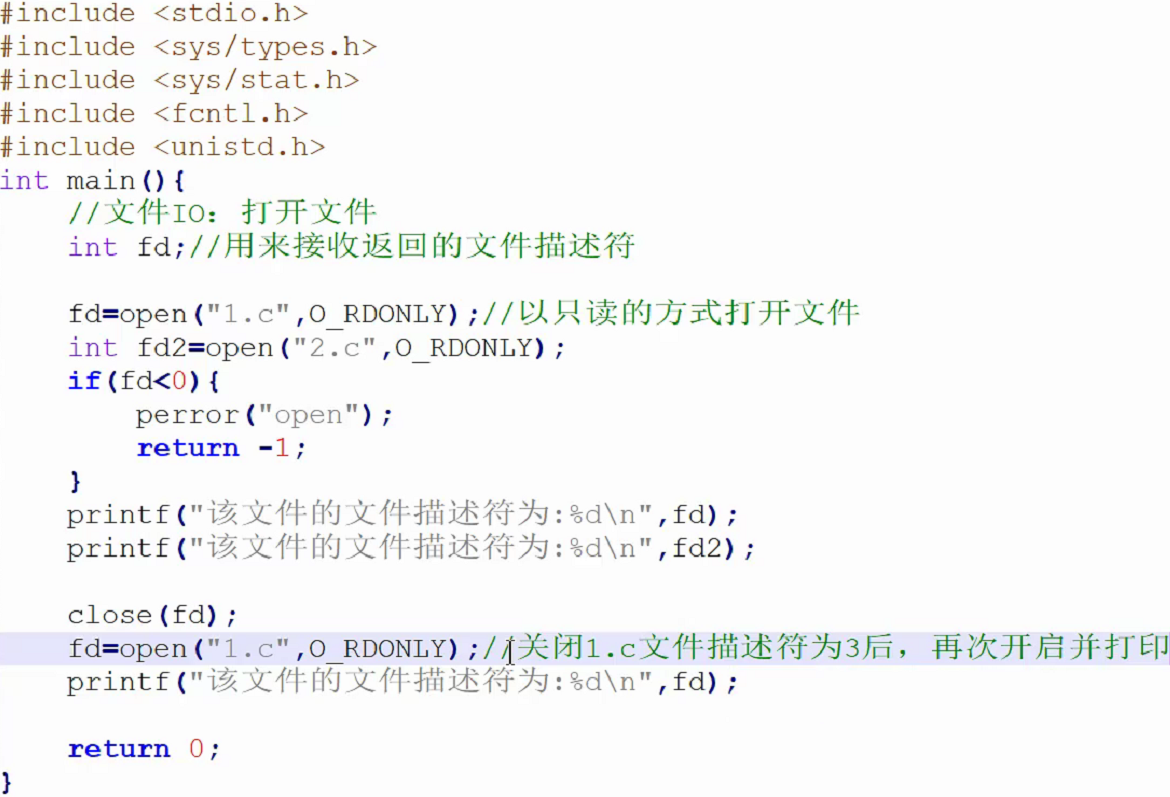 #include <stdio.h>
#include <sys/types.h>
#include <sys/stat.h>
#include <fcntl.h>
#include <unistd.h>
int main(){
    //文件IO：打开文件
    int fd;//用来接收返回的文件描述符
    fd=open("1.c",O_RDONLY);//以只读的方式打开文件
    int fd2=open("2.c",O_RDONLY);
    if(fd<0){
        perror("open");
        return -1;
    }
    printf("该文件的文件描述符为:%d\n",fd);
    printf("该文件的文件描述符为:%d\n",fd2);
    close(fd);
    fd=open("1.c",O_RDONLY);//关闭1.c文件描述符为3后，再次开启并打印
    printf("该文件的文件描述符为:%d\n",fd);
    return 0;
}